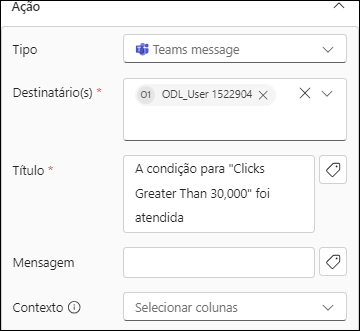 Ação
Tipo
Teams message
Destinatário(s) *
O1 ODL_User 1522904
Título *
A condição para "Clicks
Greater Than 30,000" foi
atendida
Mensagem
Contexto
Selecionar colunas